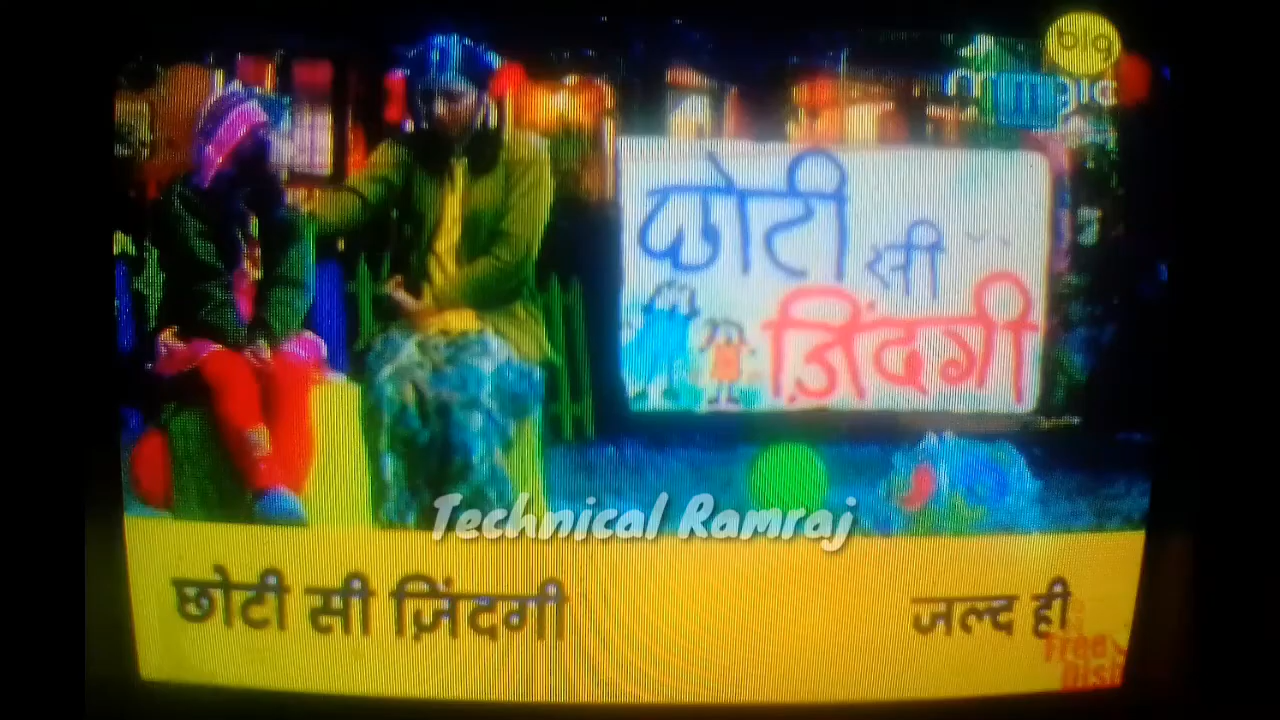 big
magic
छोटी
सी
ज़िंदगी
Technical Ramraj
छोटी सी ज़िंदगी
जल्द ही
Free
Dish